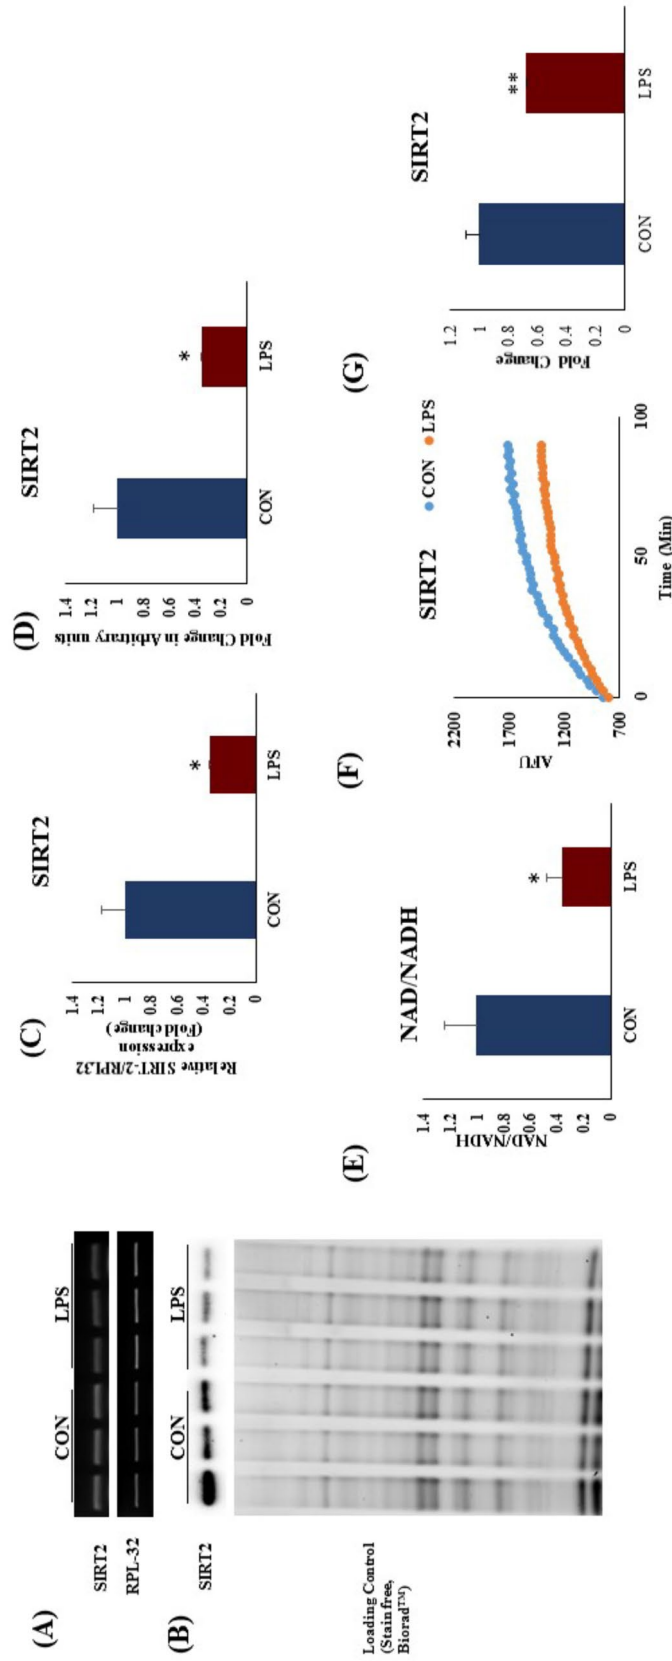 (A)
CON
LPS
SIRT2
RPL-32
(B)
CON
LPS
SIRT2
Loading Control
(Stain free,
Biorad™)
(C)
SIRT2
Relative SIRT-2/RPL32
expression
(Fold change)
1.4
1.2
1
0.8
0.6
0.4
0.2
0
*
CON
LPS
(D)
SIRT2
Fold Change in Arbitrary units
1.4
1.2
1
0.8
0.6
0.4
0.2
0
*
CON
LPS
(E)
NAD/NADH
NAD/NADH
1.4
1.2
1
0.8
0.6
0.4
0.2
0
*
CON
LPS
(F)
SIRT2
CON
LPS
AFU
2200
1700
1200
700
0
50
100
Time (Min)
(G)
SIRT2
Fold Change
1.2
1
0.8
0.6
0.4
0.2
0
**
CON
LPS